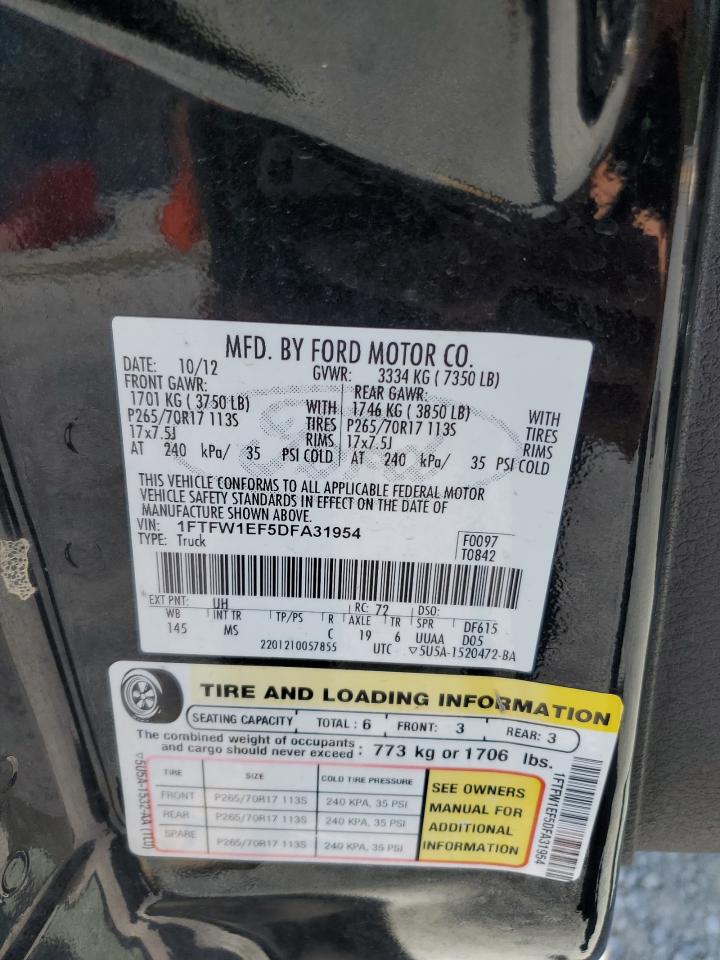 MFD. BY FORD MOTOR CO.
DATE: 10/12 GVWR: 3334 KG ( 7350 LB)
FRONT GAWR: REAR GAWR:
1701 KG ( 3750 LB) WITH 1746 KG ( 3850 LB) WITH
P265/70R17 113S TIRES P265/70R17 113S TIRES
17x7.5J RIMS 17x7.5J RIMS
AT 240 kPa/ 35 PSI COLD AT 240 kPa/ 35 PSI COLD
THIS VEHICLE CONFORMS TO ALL APPLICABLE FEDERAL MOTOR
VEHICLE SAFETY STANDARDS IN EFFECT ON THE DATE OF
MANUFACTURE SHOWN ABOVE.
VIN: 1FTFW1EF5DFA31954
TYPE: Truck
F0097
T0842
EXT PNT: UH RC: 72 DSO:
WB INT TR TP/PS R AXLE TR SPR DF615
145 MS C 19 6 UUAA D05
2201210057855 UTC ▽5U5A-1520472-BA
TIRE AND LOADING INFORMATION
SEATING CAPACITY TOTAL : 6 FRONT: 3 REAR: 3
The combined weight of occupants
and cargo should never exceed : 773 kg or 1706 lbs.
TIRE SIZE COLD TIRE PRESSURE
FRONT P265/70R17 113S 240 KPA, 35 PSI
REAR P265/70R17 113S 240 KPA, 35 PSI
SPARE P265/70R17 113S 240 KPA, 35 PSI
SEE OWNERS
MANUAL FOR
ADDITIONAL
INFORMATION
▽5U5A-1532-AA (TLU)
1FTFW1EF5DFA31954